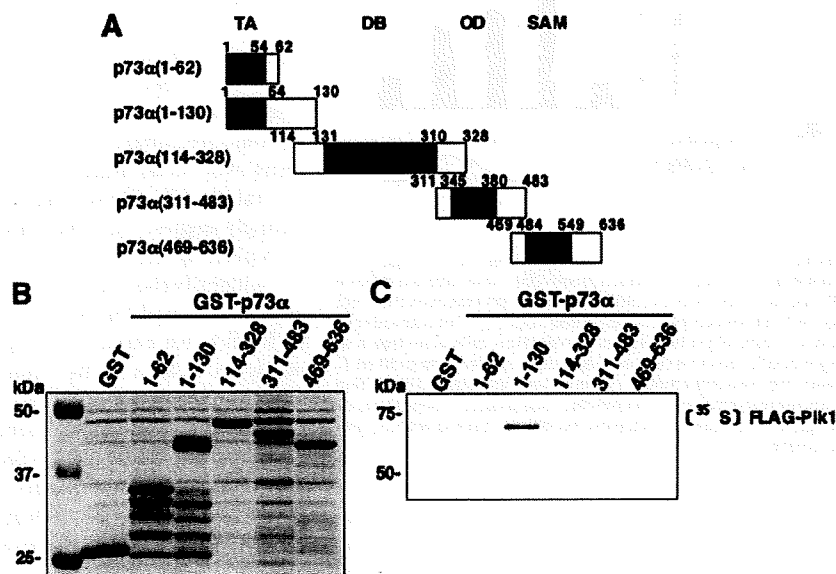 A
TA DB OD SAM
1 54 62
p73α(1-62)
1 54 130
p73α(1-130)
114 131 310 328
p73α(114-328)
311 345 380 483
p73α(311-483)
469 484 549 636
p73α(469-636)
B
GST-p73α
kDa
GST 1-62 1-130 114-328 311-483 469-636
50-
37-
25-
C
GST-p73α
kDa
GST 1-62 1-130 114-328 311-483 469-636
75-
50-
[³⁵ S] FLAG-Plk1